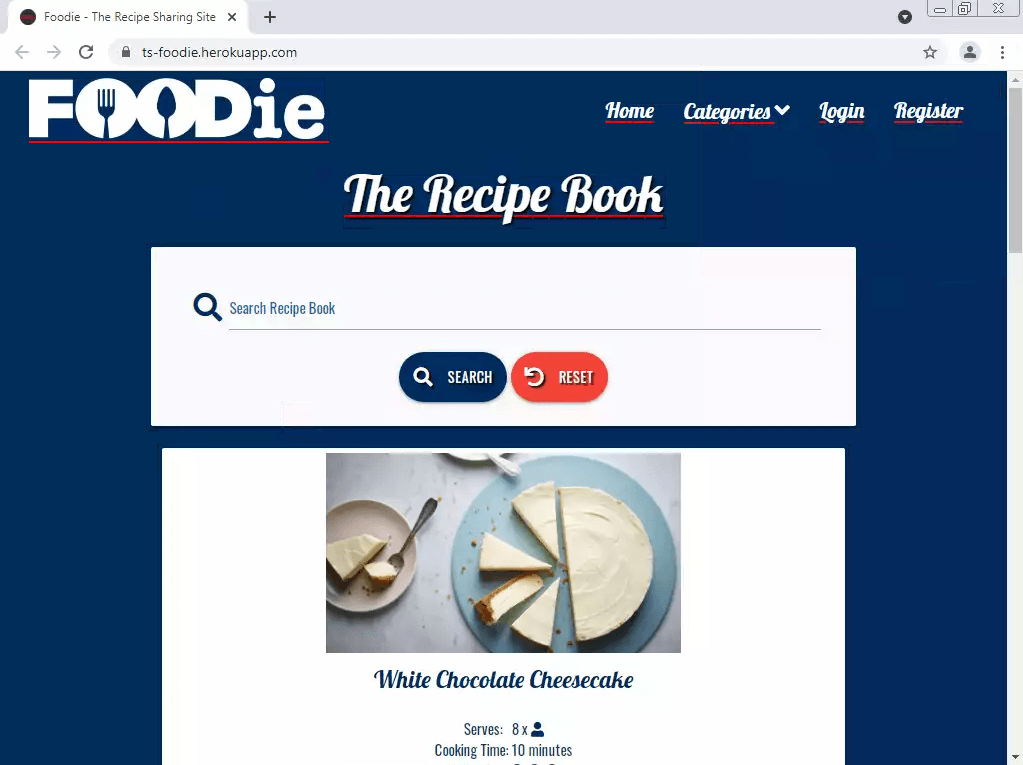 Foodie - The Recipe Sharing Site
ts-foodie.herokuapp.com
FOODie
Home Categories Login Register
The Recipe Book
Search Recipe Book
SEARCH RESET
White Chocolate Cheesecake
Serves: 8 x
Cooking Time: 10 minutes